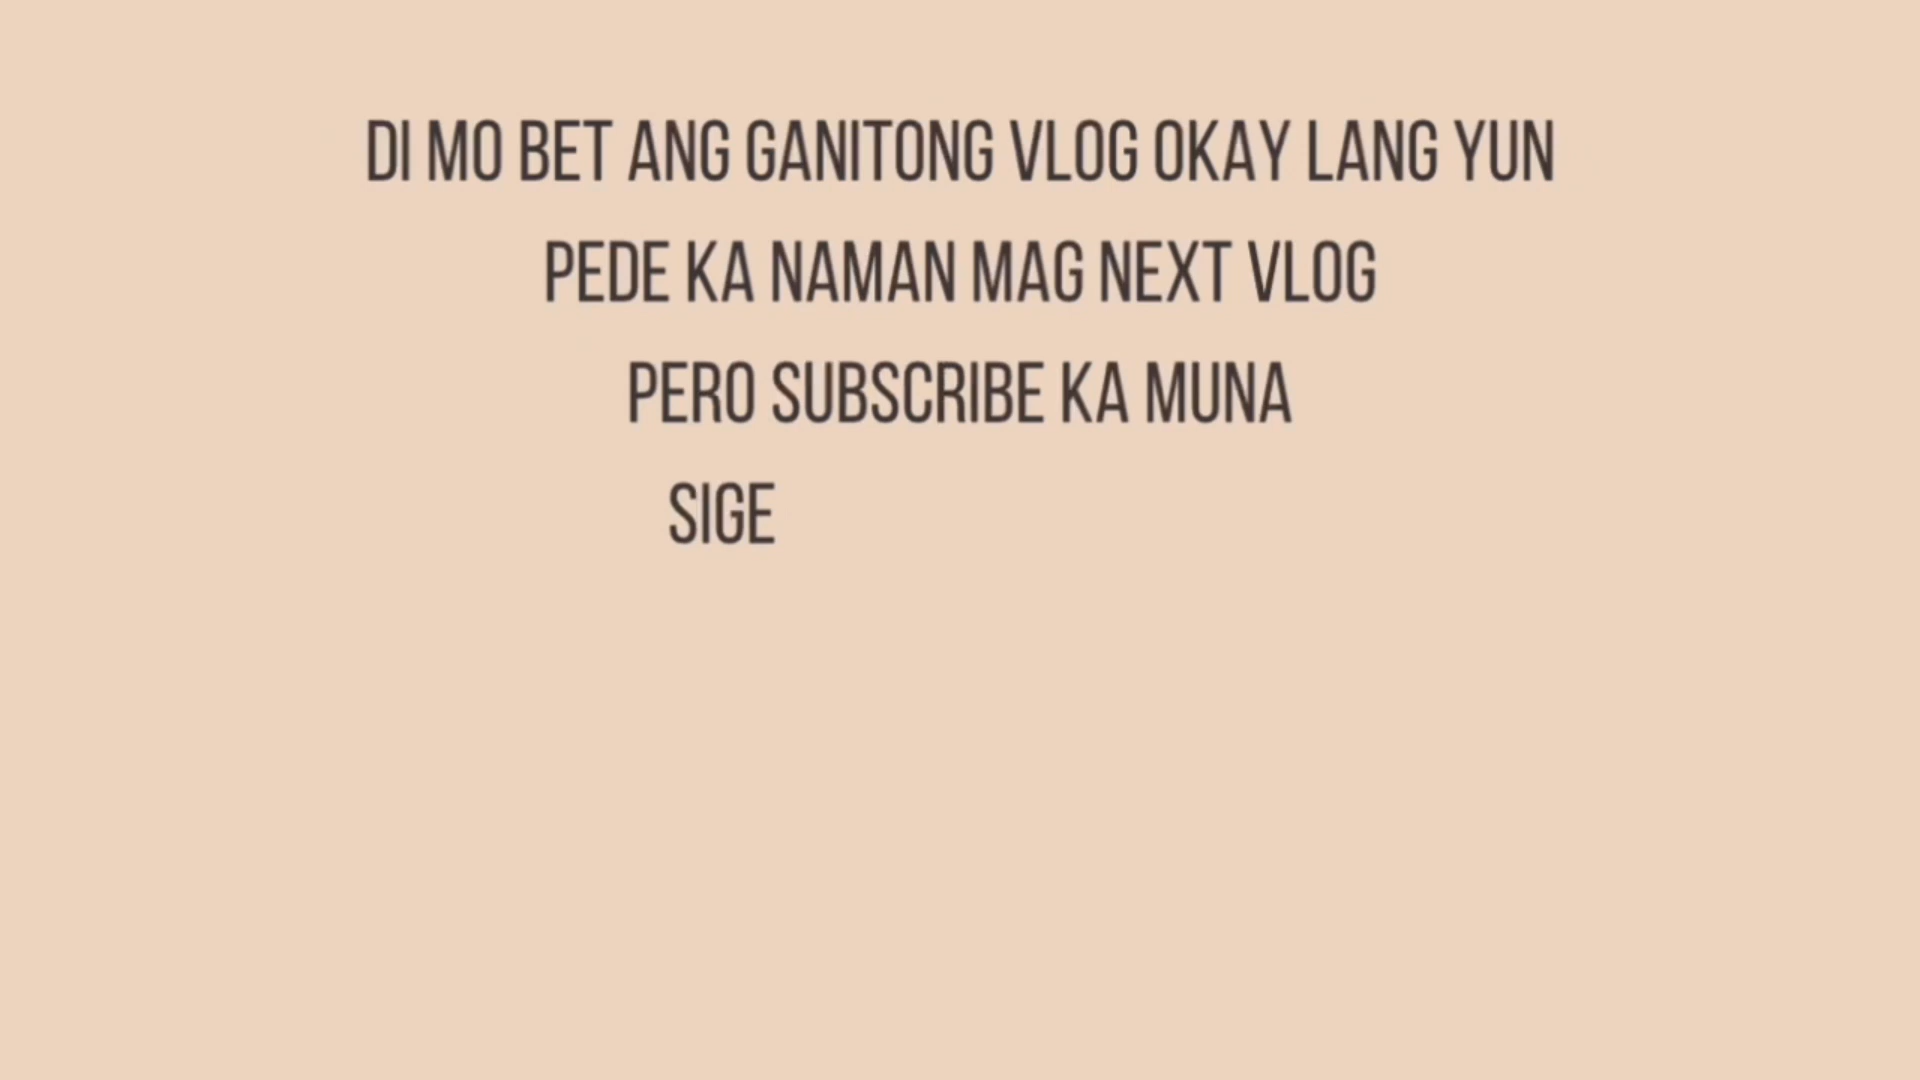 DI MO BET ANG GANITONG VLOG OKAY LANG YUN
PEDE KA NAMAN MAG NEXT VLOG
PERO SUBSCRIBE KA MUNA
SIGE